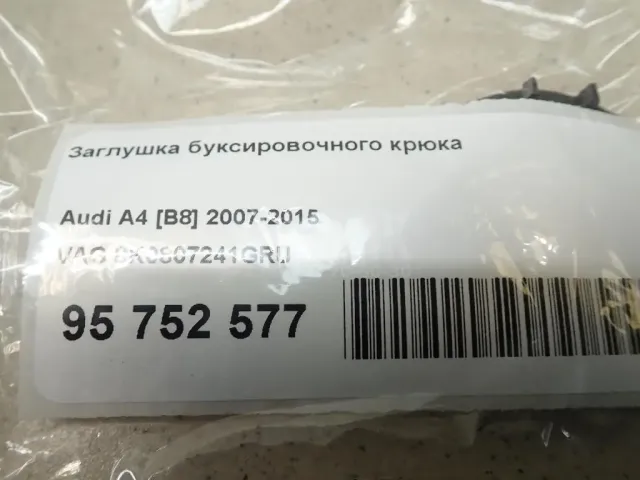 Заглушка буксировочного крюка
Audi A4 [B8] 2007-2015
VAG 8K0807241GRU
95 752 577